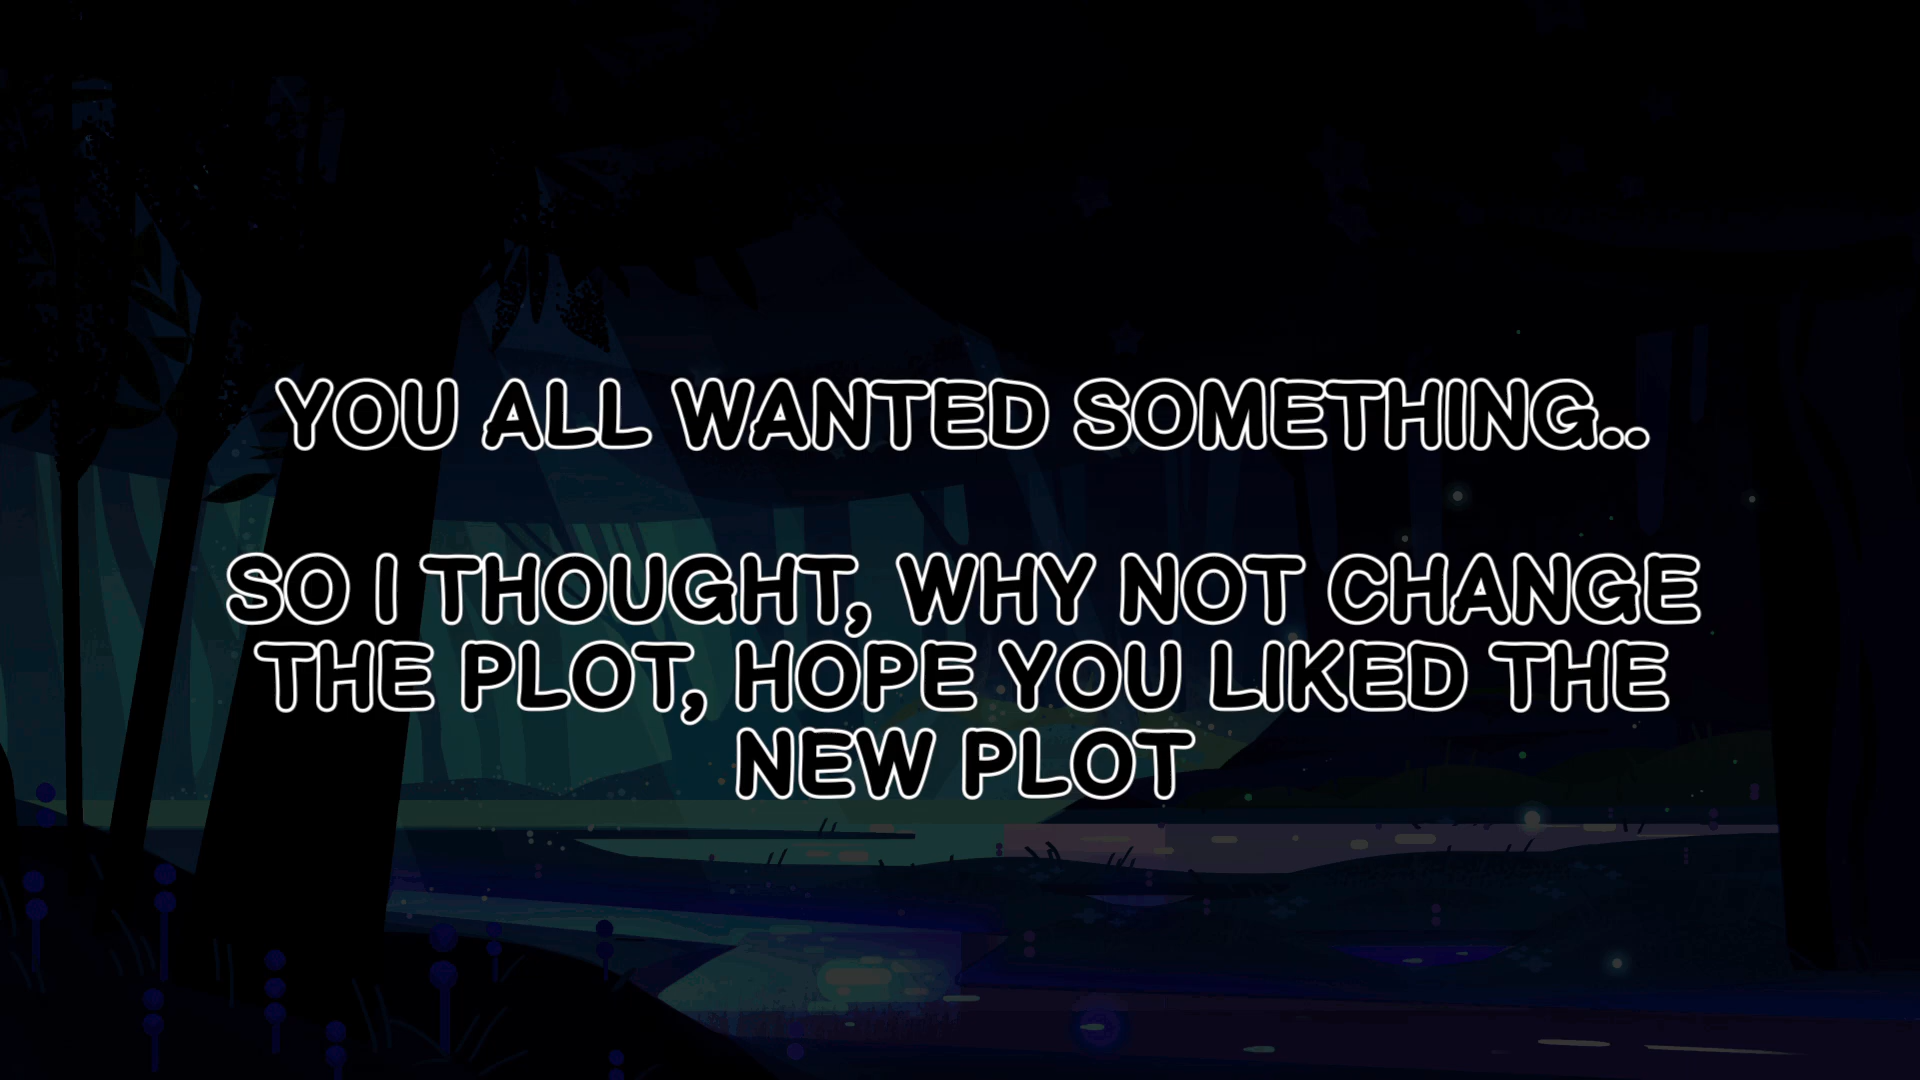 YOU ALL WANTED SOMETHING..
SO I THOUGHT, WHY NOT CHANGE
THE PLOT, HOPE YOU LIKED THE
NEW PLOT